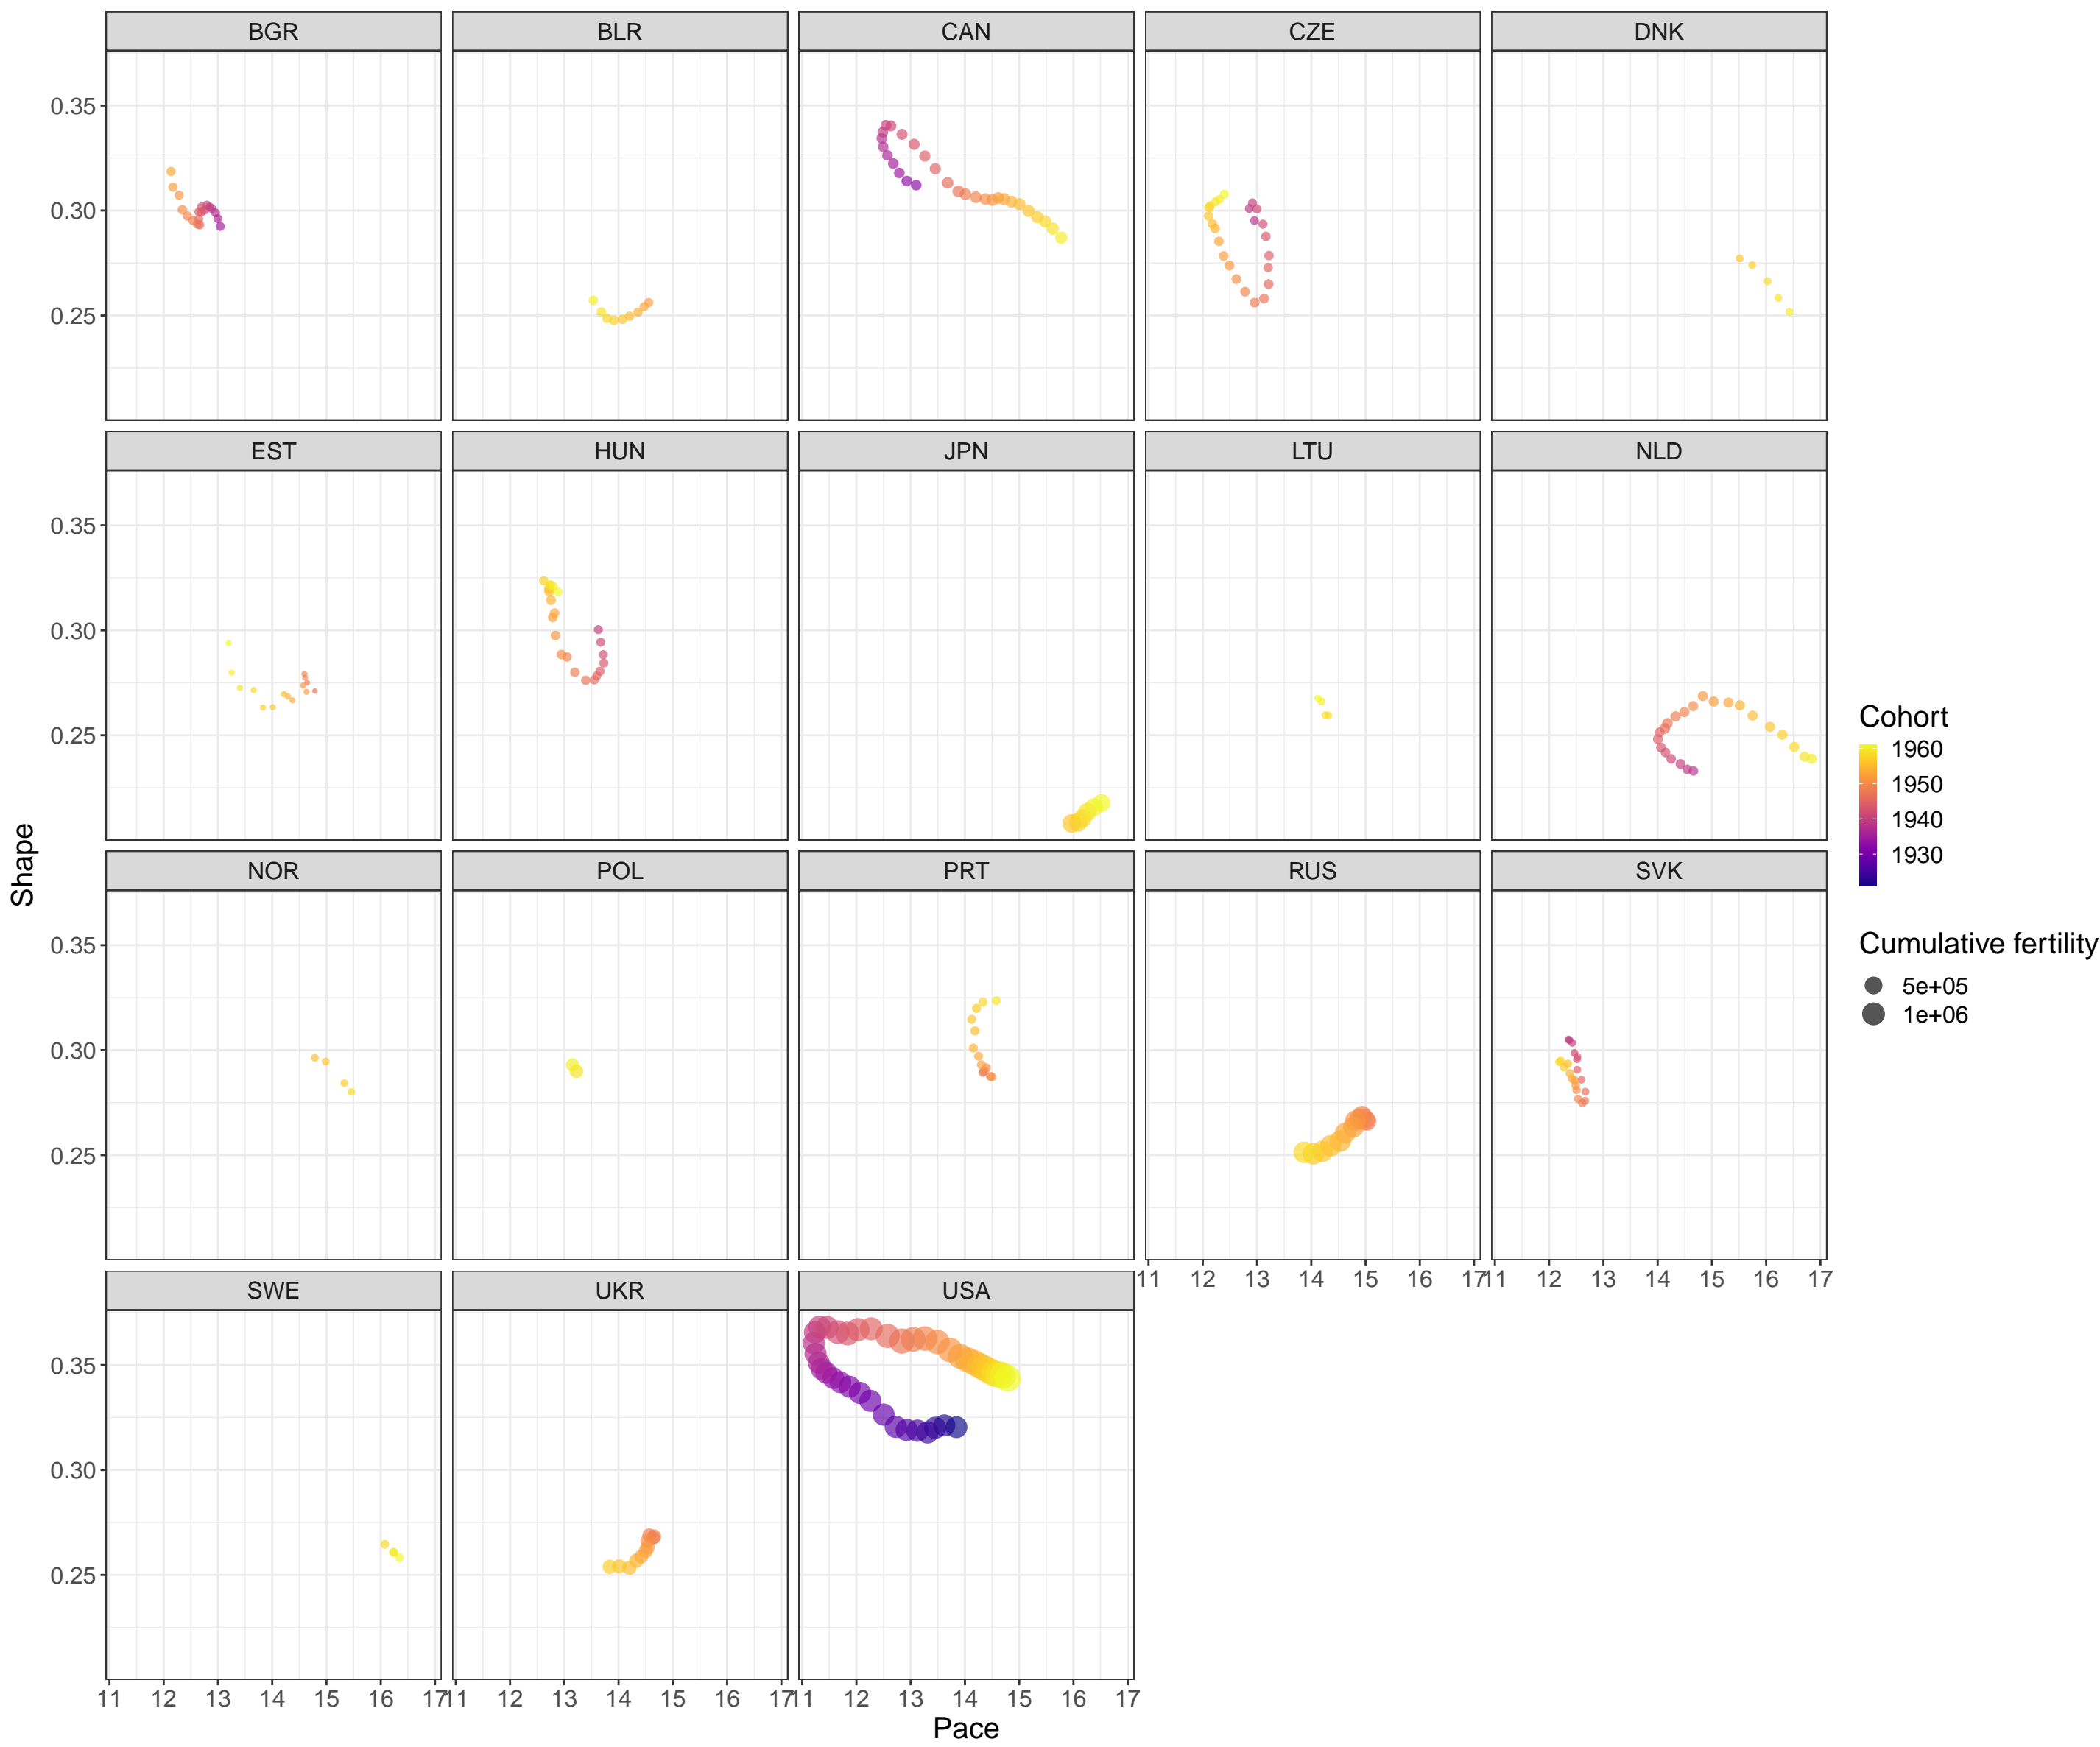 BGR BLR CAN CZE DNK
0.35
0.30
0.25
EST HUN JPN LTU NLD
0.35
0.30
0.25
Cohort
1960
1950
1940
1930
Shape
NOR POL PRT RUS SVK
0.35
0.30
0.25
Cumulative fertility
5e+05
1e+06
11 12 13 14 15 16 17 11 12 13 14 15 16 17
SWE UKR USA
0.35
0.30
0.25
11 12 13 14 15 16 17 11 12 13 14 15 16 17 11 12 13 14 15 16 17
Pace